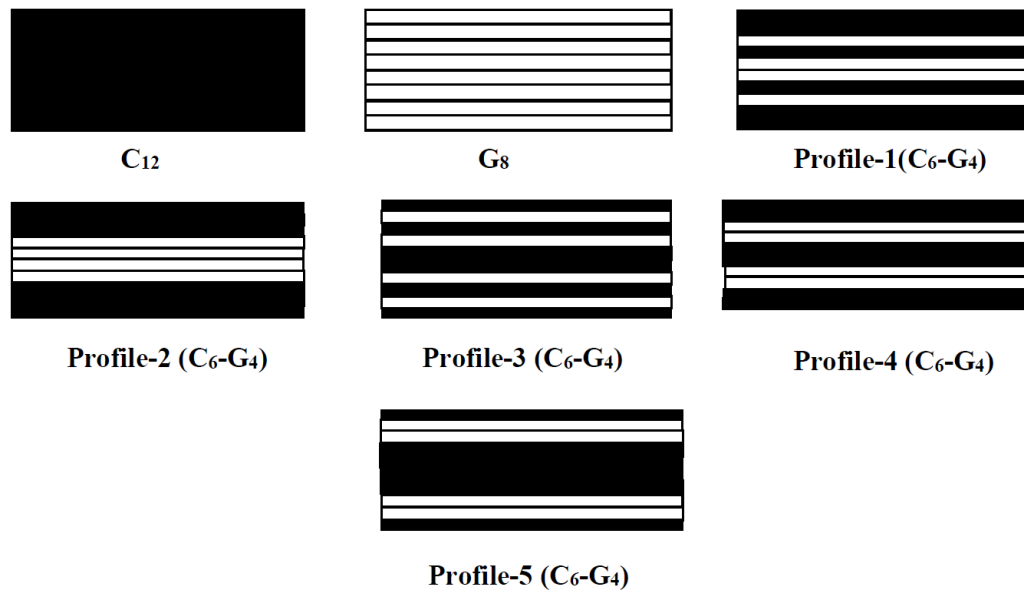 C₁₂
G₈
Profile-1(C₆-G₄)
Profile-2 (C₆-G₄)
Profile-3 (C₆-G₄)
Profile-4 (C₆-G₄)
Profile-5 (C₆-G₄)